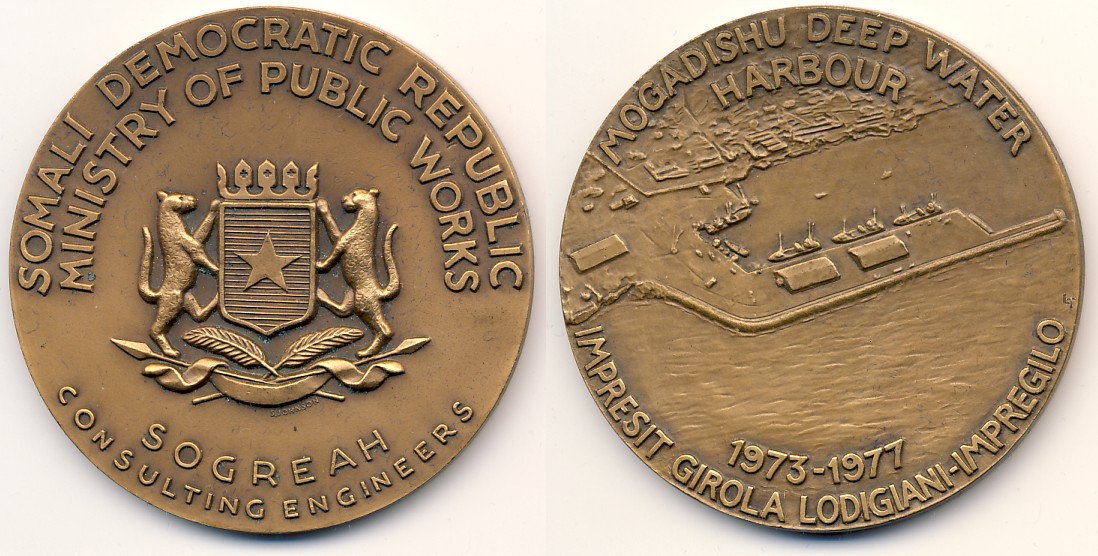 SOMALI DEMOCRATIC REPUBLIC
MINISTRY OF PUBLIC WORKS
S.JOHNSON
SOGREAH
CONSULTING ENGINEERS
MOGADISHU DEEP WATER
HARBOUR
1973-1977
IMPRESIT GIROLA LODIGIANI-IMPREGILO